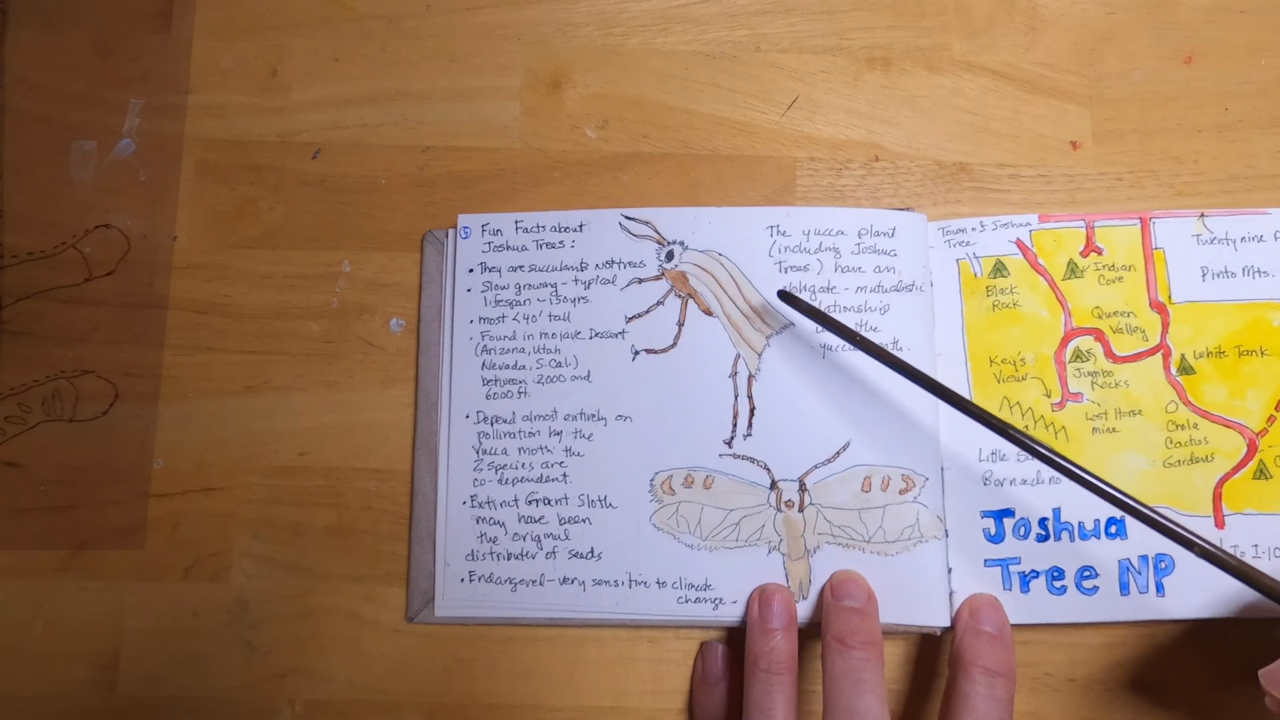 ⑤ Fun Facts about
Joshua Trees:
• They are succulents not trees
• Slow growing - typical
lifespan ~ 150yrs.
• most <40' tall
• Found in mojave Dessert
(Arizona, Utah
Nevada, S. Cal.)
between 2,000 and
6000 ft.
• Depend almost entirely on
pollination by the
Yucca moth the
2 species are
co-dependent.
• Extinct Giant Sloth
may have been
the original
distributer of seeds
• Endangered - very sensitive to climate
change
The yucca plant
(including Joshua
Trees) have an
obligate - mutualistic
the
Town of Joshua
Tree
Black
Rock
Indian
Cove
Twenty nine
Pinto Mts.
Queen
Valley
Key's
View
Jumbo
Rocks
White Tank
Lost Horse
mine
Chola
Cactus
Gardens
Little
Bernardino
Joshua
Tree NP
To I-10